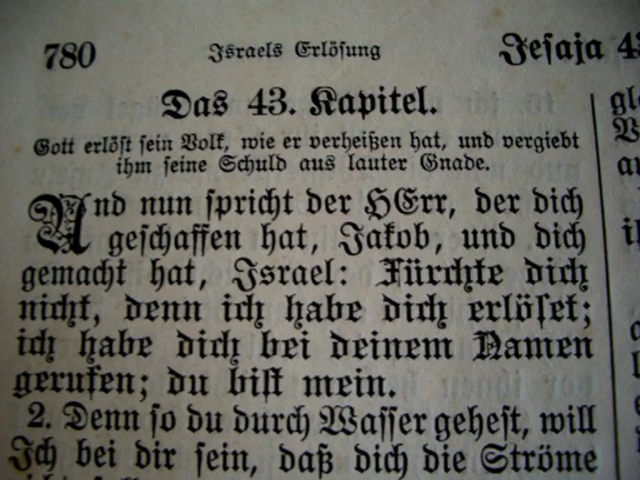 780 Israels Erlösung Jesaja 43
Das 43. Kapitel.
Gott erlöst sein Volk, wie er verheißen hat, und vergiebt
ihm seine Schuld aus lauter Gnade.
Und nun spricht der HErr, der dich
geschaffen hat, Jakob, und dich
gemacht hat, Israel: Fürchte dich
nicht, denn ich habe dich erlöset;
ich habe dich bei deinem Namen
gerufen; du bist mein.
2. Denn so du durch Wasser gehest, will
Ich bei dir sein, daß dich die Ströme